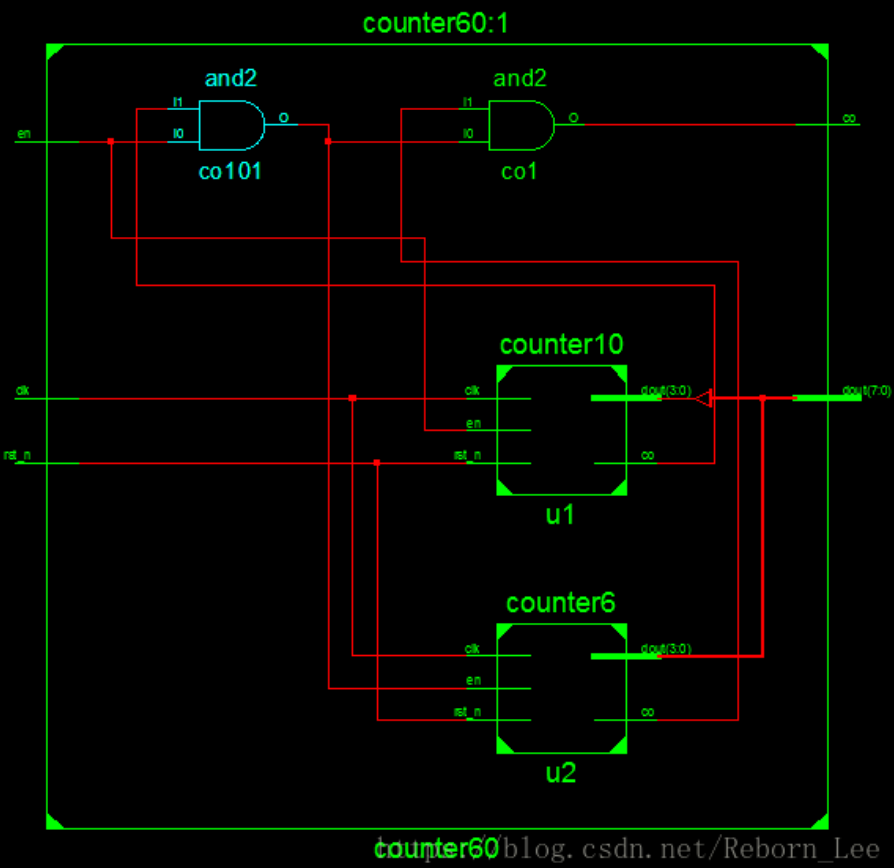 counter60:1
and2
and2
I1
O
I1
O
co
en
I0
I0
co101
co1
counter10
clk
clk
dout(3:0)
dout(7:0)
en
rst_n
rst_n
co
u1
counter6
clk
dout(3:0)
en
rst_n
co
u2
counter60
https://blog.csdn.net/Reborn_Lee